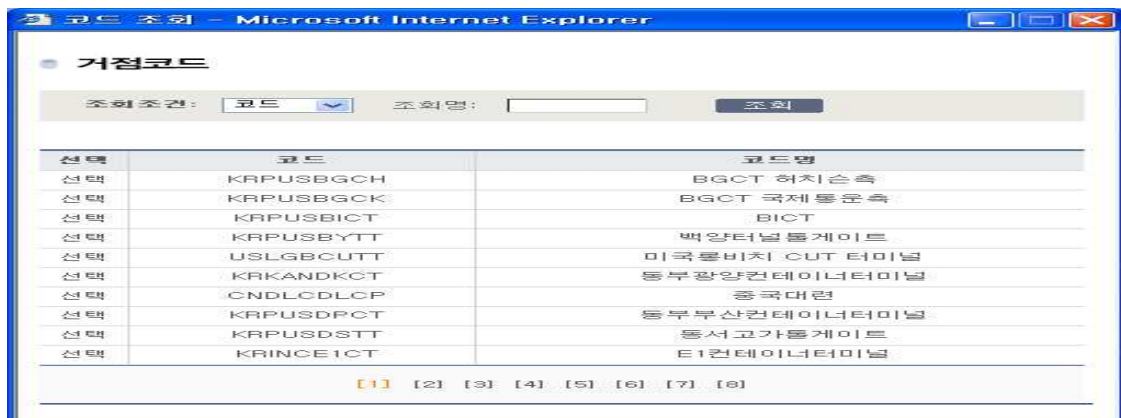 코드 조회 - Microsoft Internet Explorer
거점코드
조회조건: 코드 조회명: 조회
선택 코드 코드명
선택 KRPUSBGCH BGCT 허치슨측
선택 KRPUSBGCK BGCT 국제통운측
선택 KRPUSBICT BICT
선택 KRPUSBYTT 백양터널톨게이트
선택 USLGBCUTT 미국롱비치 CUT 터미널
선택 KRKANDKCT 동부광양컨테이너터미널
선택 CNDLCDLCP 중국대련
선택 KRPUSDPCT 동부부산컨테이너터미널
선택 KRPUSDSTT 동서고가톨게이트
선택 KRINCE1CT E1컨테이너터미널
[1] [2] [3] [4] [5] [6] [7] [8]